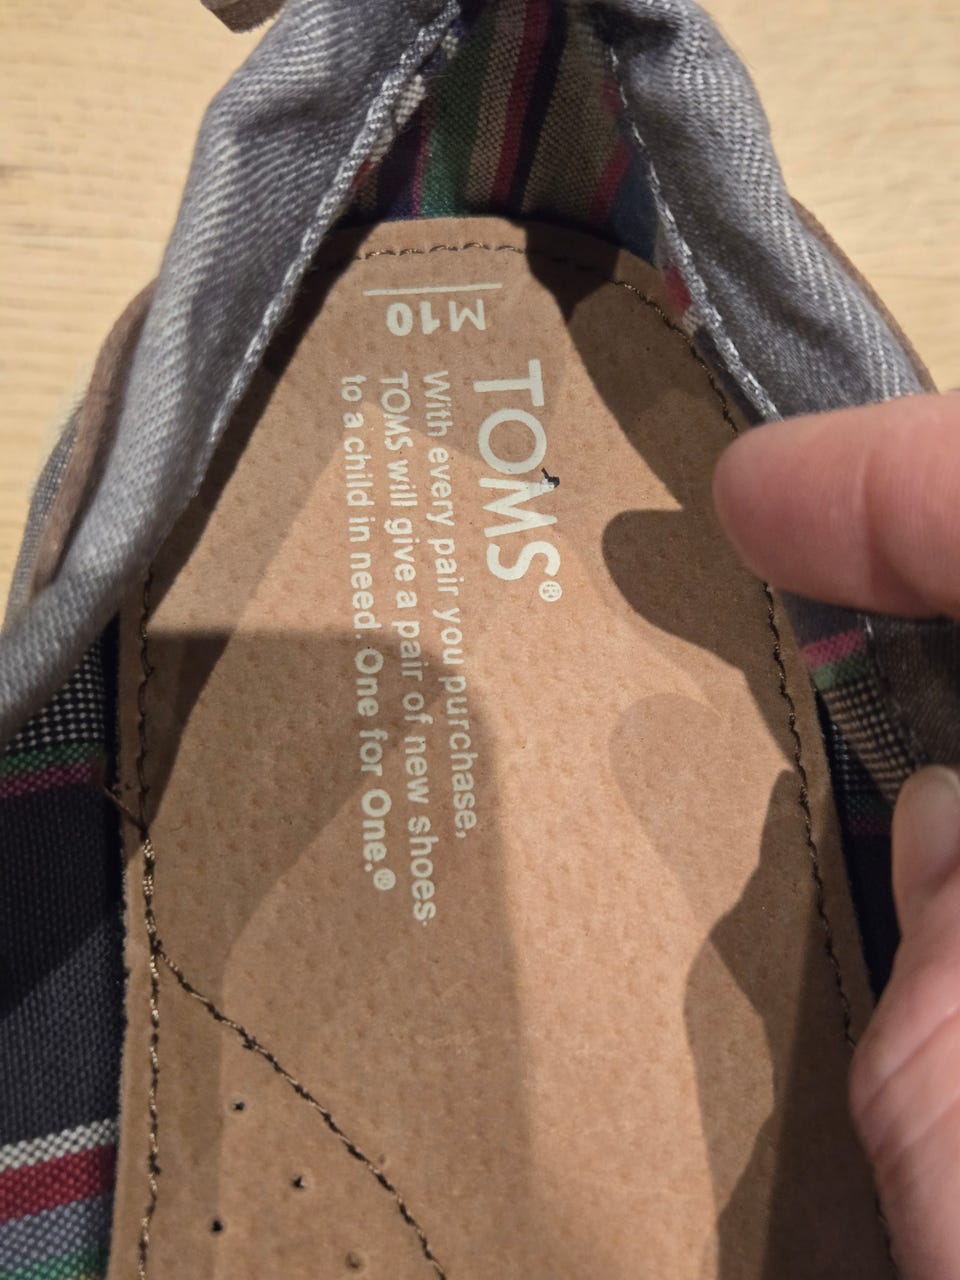 M10
TOMS®
With every pair you purchase,
TOMS will give a pair of new shoes
to a child in need. One for One.®